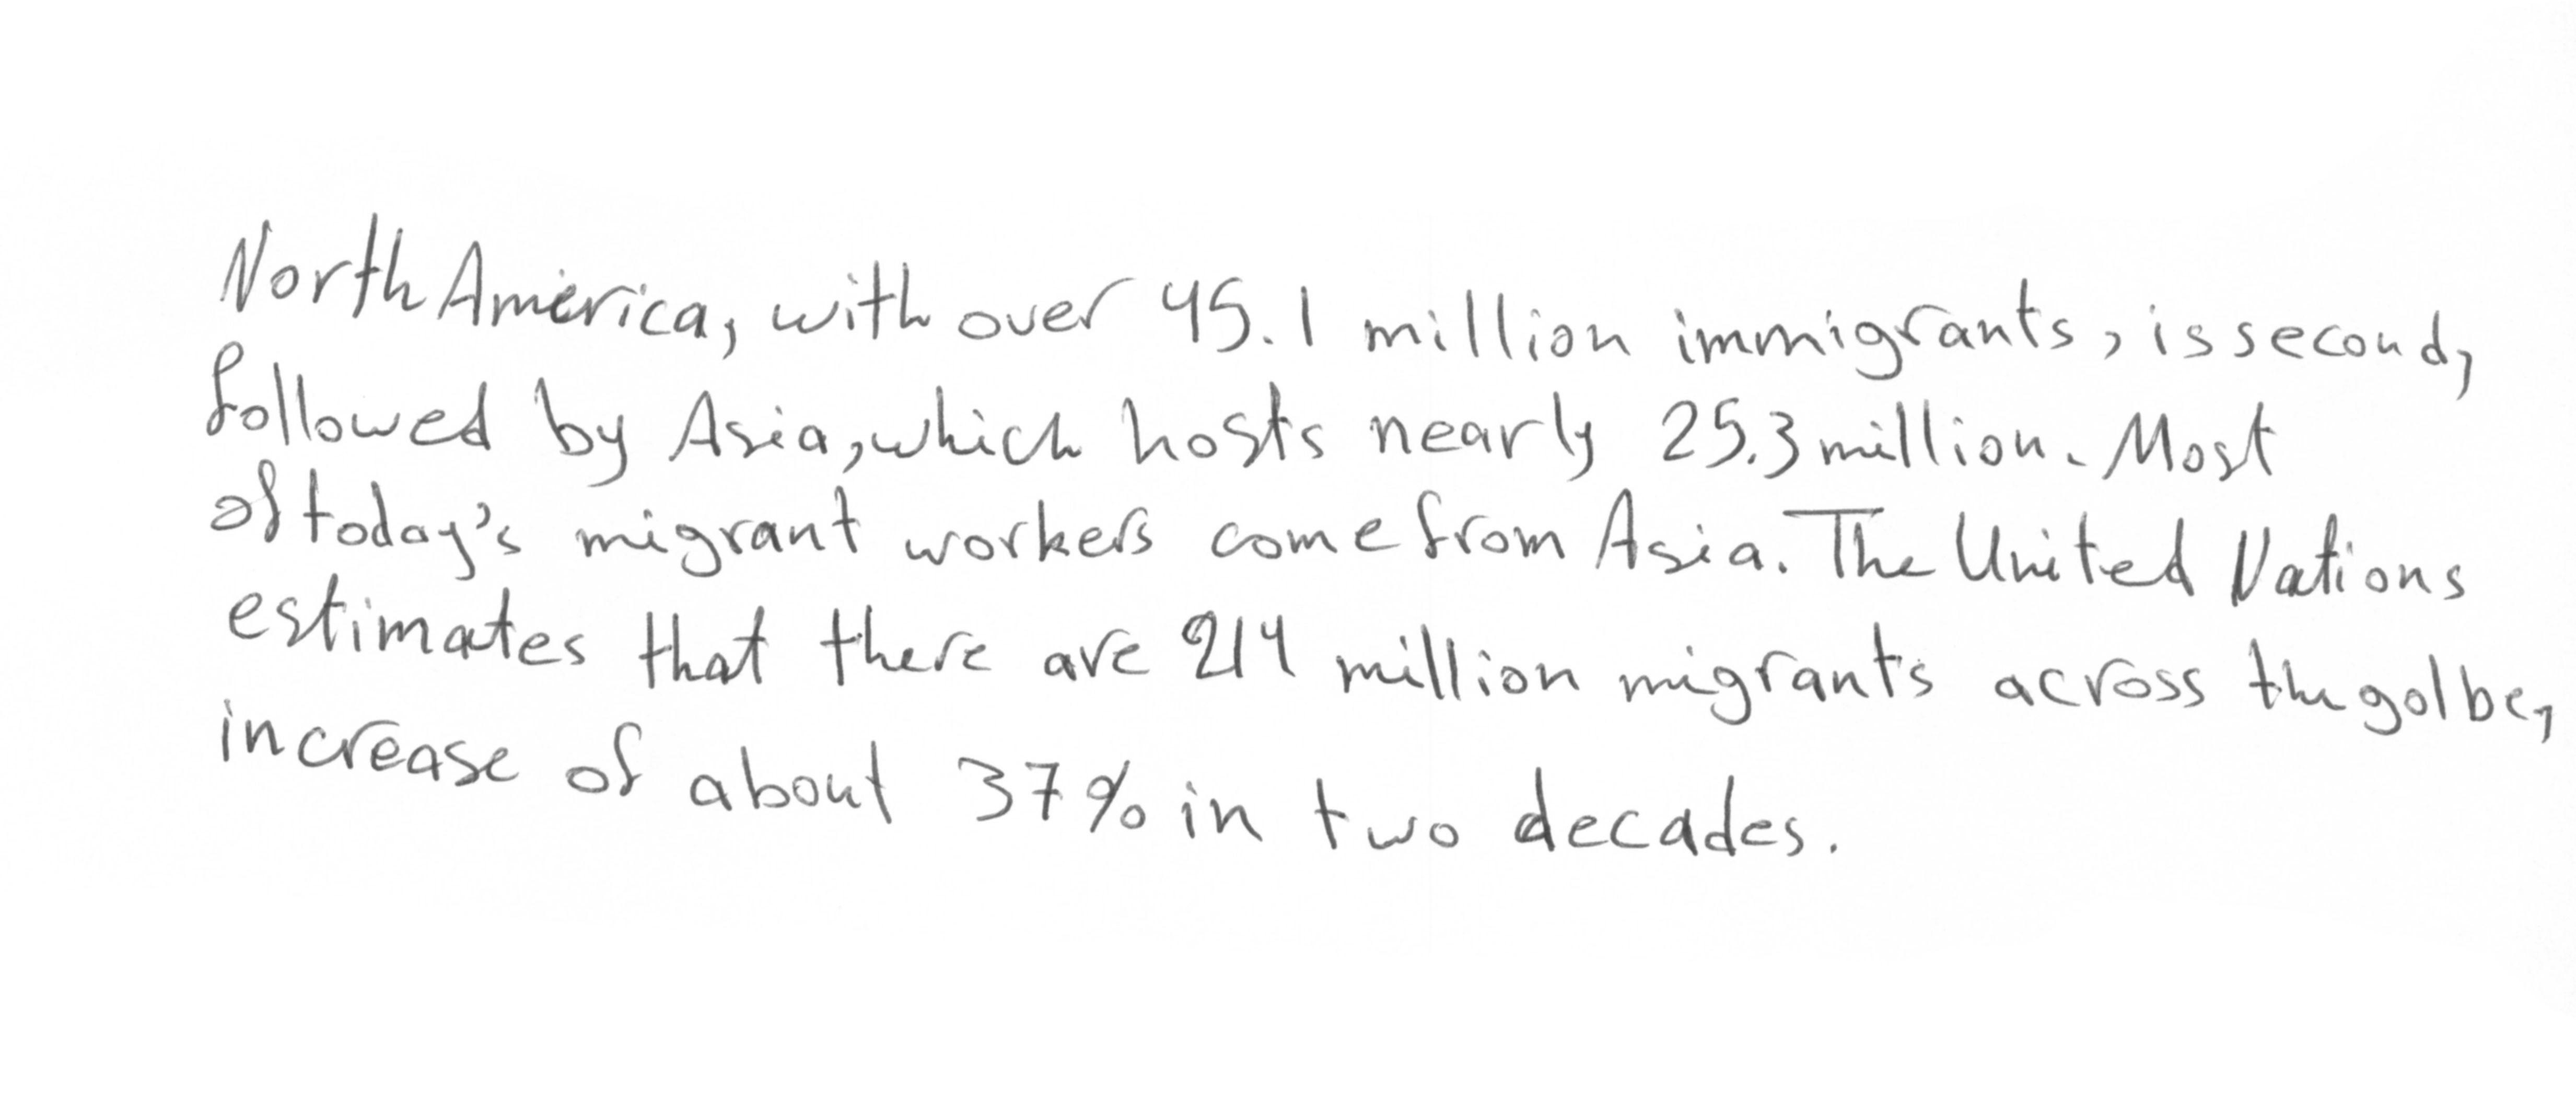 North America, with over 45.1 million immigrants, is second,
followed by Asia, which hosts nearly 25.3 million. Most
of today's migrant workers come from Asia. The United Nations
estimates that there are 214 million migrants across the golbe,
increase of about 37% in two decades.